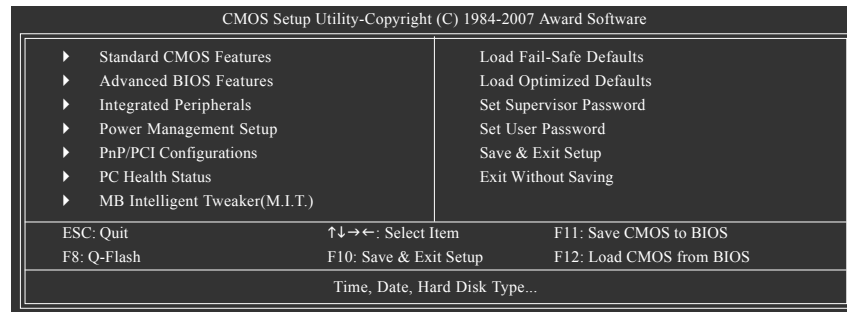 CMOS Setup Utility-Copyright (C) 1984-2007 Award Software
Standard CMOS Features
Advanced BIOS Features
Integrated Peripherals
Power Management Setup
PnP/PCI Configurations
PC Health Status
MB Intelligent Tweaker(M.I.T.)
Load Fail-Safe Defaults
Load Optimized Defaults
Set Supervisor Password
Set User Password
Save & Exit Setup
Exit Without Saving
ESC: Quit ↑↓→←: Select Item F11: Save CMOS to BIOS
F8: Q-Flash F10: Save & Exit Setup F12: Load CMOS from BIOS
Time, Date, Hard Disk Type...